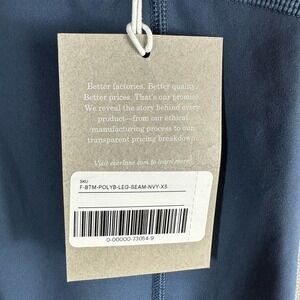 Better factories. Better quality.
Better prices. That's our promise.
We reveal the story behind every
product—from our ethical
manufacturing process to our
transparent pricing breakdown.
Visit everlane.com to learn more.
SKU
F-BTM-POLYB-LEG-SEAM-NVY-XS
0-00000-73054-9